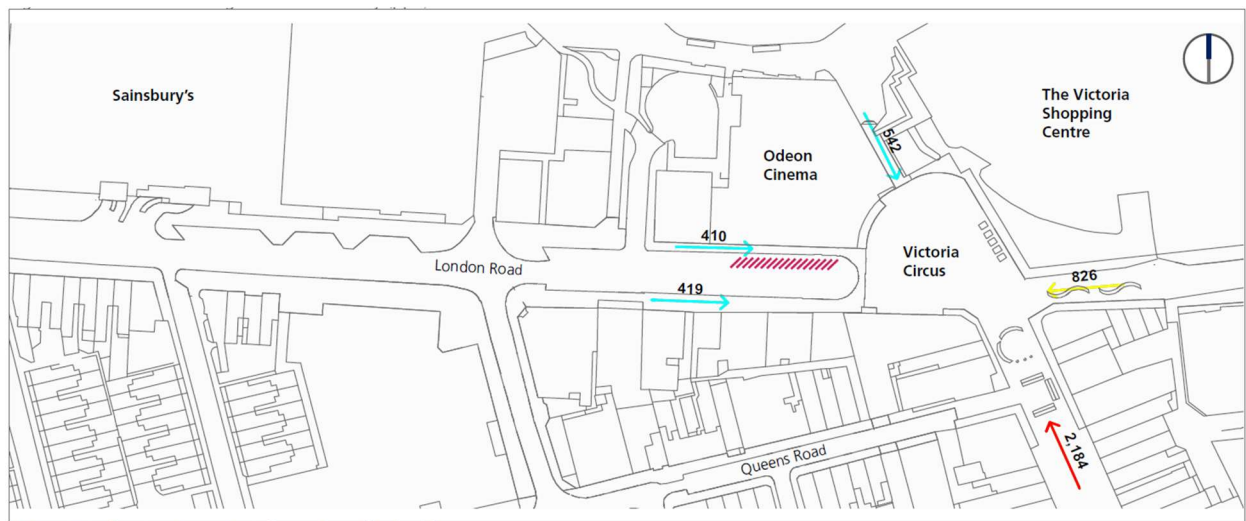 Sainsbury's
The Victoria
Shopping
Centre
542
Odeon
Cinema
410
Victoria
Circus
London Road
826
419
Queens Road
2,184